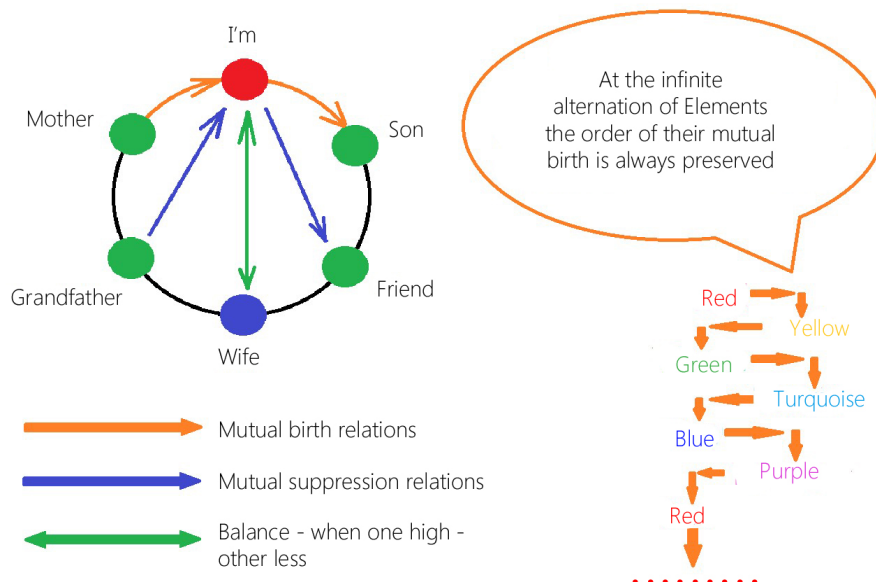 I'm
Mother
Son
Grandfather
Friend
Wife
Mutual birth relations
Mutual suppression relations
Balance - when one high -
other less
At the infinite
alternation of Elements
the order of their mutual
birth is always preserved
Red
Yellow
Green
Turquoise
Blue
Purple
Red
.........